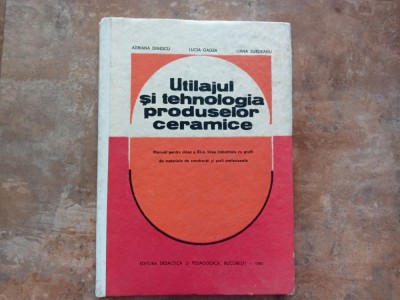 ADRIANA DENESCU LUCIA GAGEA LIANA SURDEANU
Utilajul
și tehnologia
produselor
ceramice
Manual pentru clasa a XI-a, licee industriale cu profil
de materiale de construcții și școli profesionale
EDITURA DIDACTICĂ ȘI PEDAGOGICĂ, BUCUREȘTI